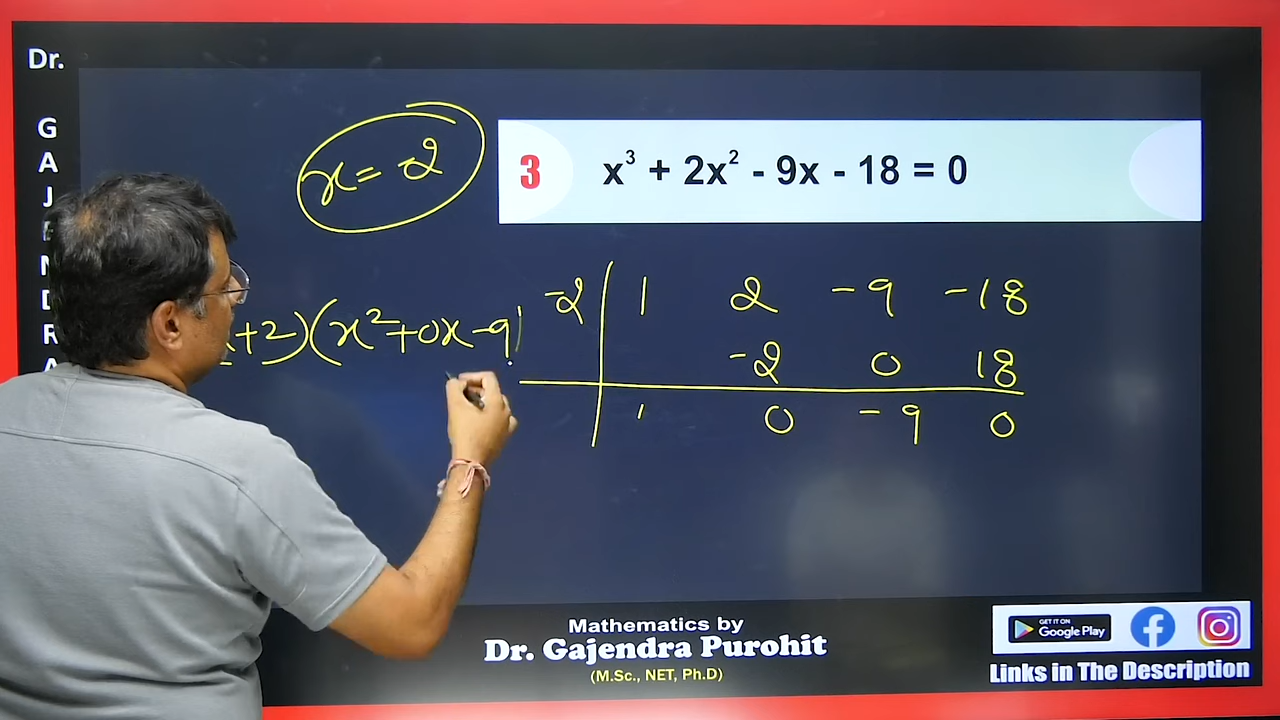 Dr.
G
A
J
E
N
D
R
A
x = -2
3 x³ + 2x² - 9x - 18 = 0
-2 1 2 -9 -18
-2 0 18
1 0 -9 0
+2)(x²+0x-9)
Mathematics by
Dr. Gajendra Purohit
(M.Sc., NET, Ph.D)
GET IT ON
Google Play
Links in The Description